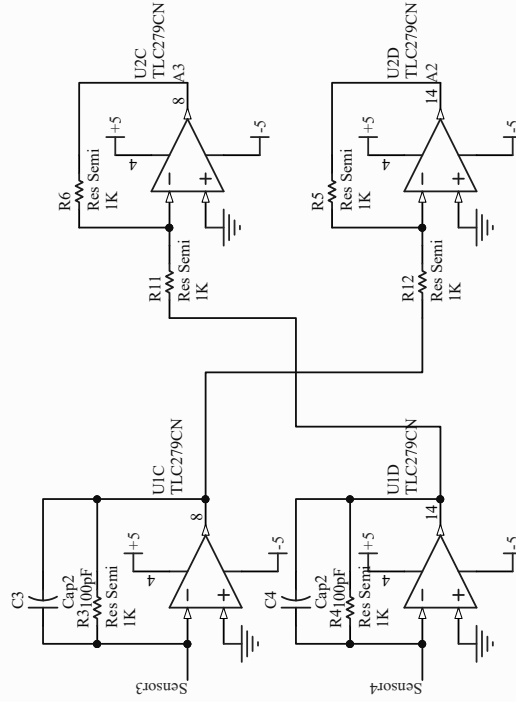 Sensor3
C3
Cap2
100pF
R3
Res Semi
1K
+5
4
-5
8
U1C
TLC279CN
R11
Res Semi
1K
R6
Res Semi
1K
+5
4
-5
8
A3
U2C
TLC279CN
Sensor4
C4
Cap2
100pF
R4
Res Semi
1K
+5
4
-5
14
U1D
TLC279CN
R12
Res Semi
1K
R5
Res Semi
1K
+5
4
-5
14
A2
U2D
TLC279CN